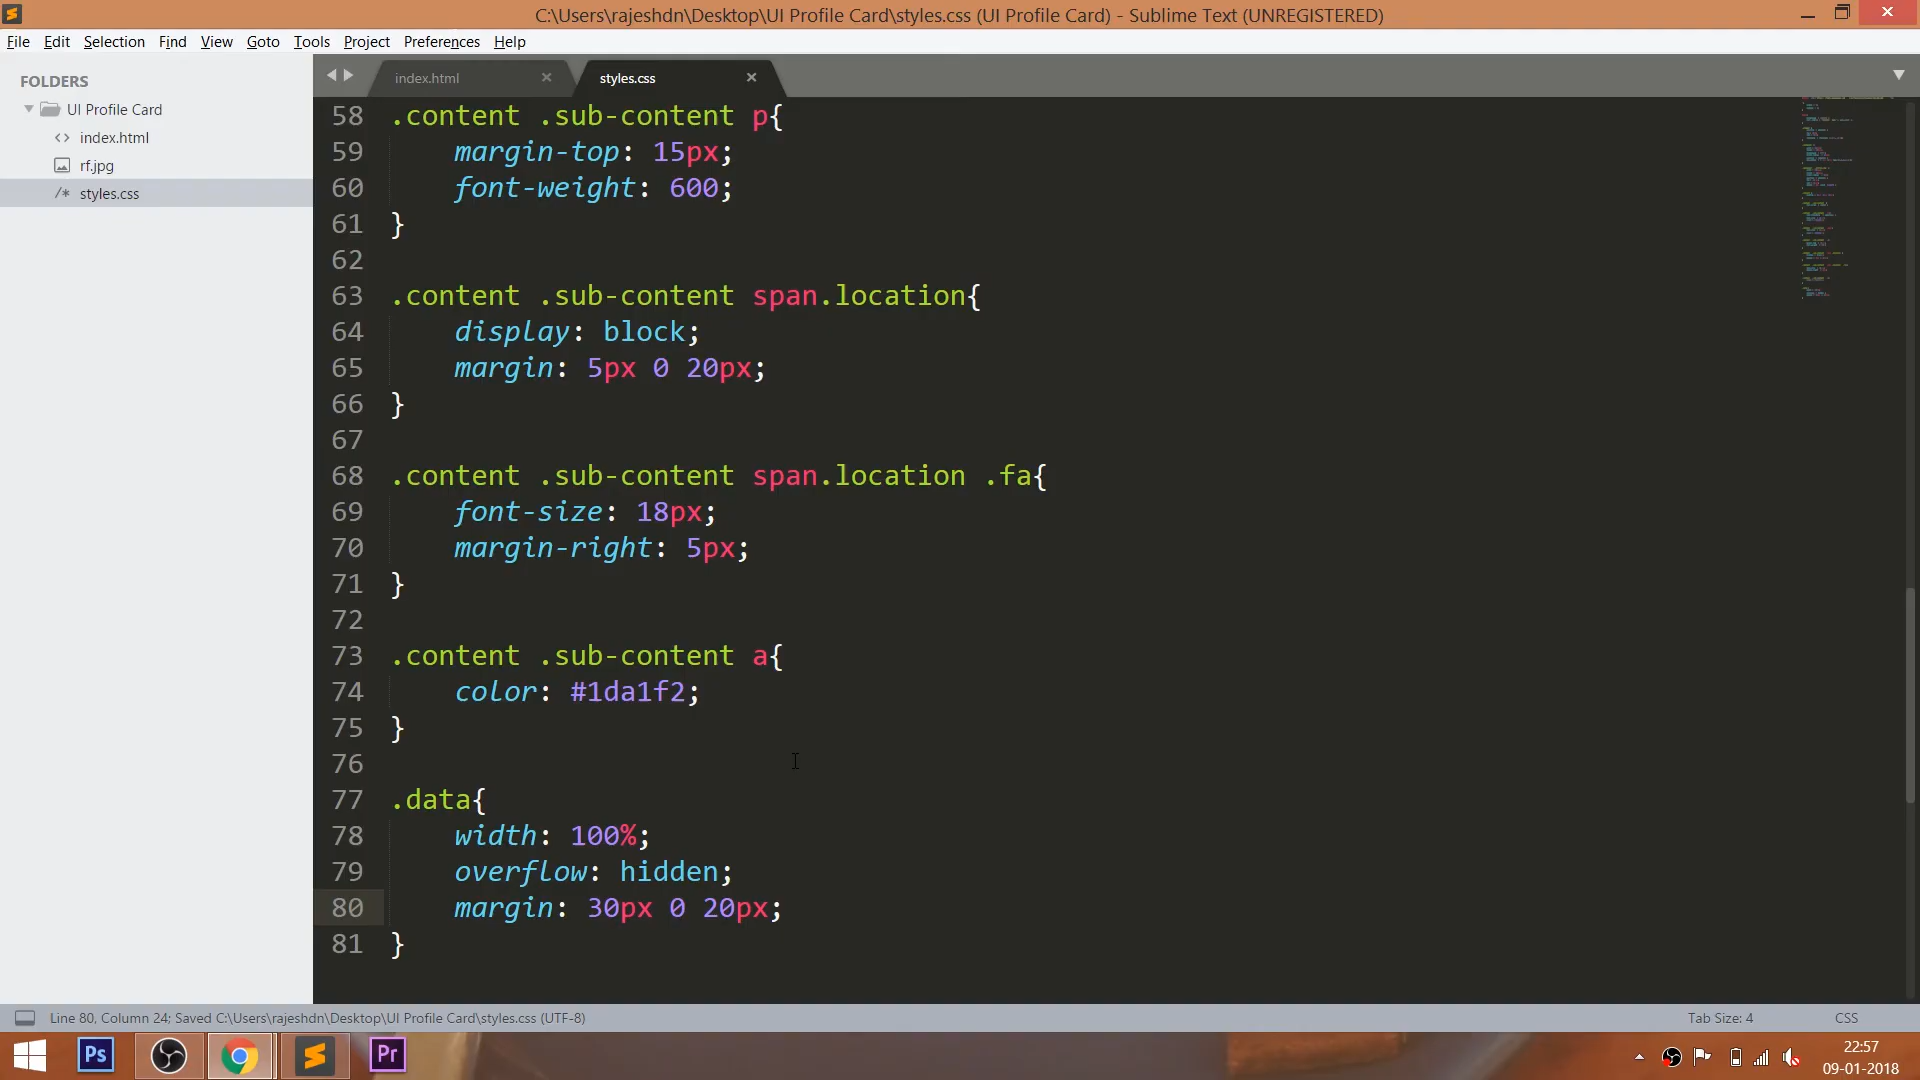 C:\Users\rajeshdn\Desktop\UI Profile Card\styles.css (UI Profile Card) - Sublime Text (UNREGISTERED)
File Edit Selection Find View Goto Tools Project Preferences Help
FOLDERS
UI Profile Card
<> index.html
rf.jpg
/* styles.css
index.html
styles.css
58 .content .sub-content p{
59 margin-top: 15px;
60 font-weight: 600;
61 }
62
63 .content .sub-content span.location{
64 display: block;
65 margin: 5px 0 20px;
66 }
67
68 .content .sub-content span.location .fa{
69 font-size: 18px;
70 margin-right: 5px;
71 }
72
73 .content .sub-content a{
74 color: #1da1f2;
75 }
76
77 .data{
78 width: 100%;
79 overflow: hidden;
80 margin: 30px 0 20px;
81 }
Line 80, Column 24; Saved C:\Users\rajeshdn\Desktop\UI Profile Card\styles.css (UTF-8)
Tab Size: 4
CSS
Ps
Pr
22:57
09-01-2018